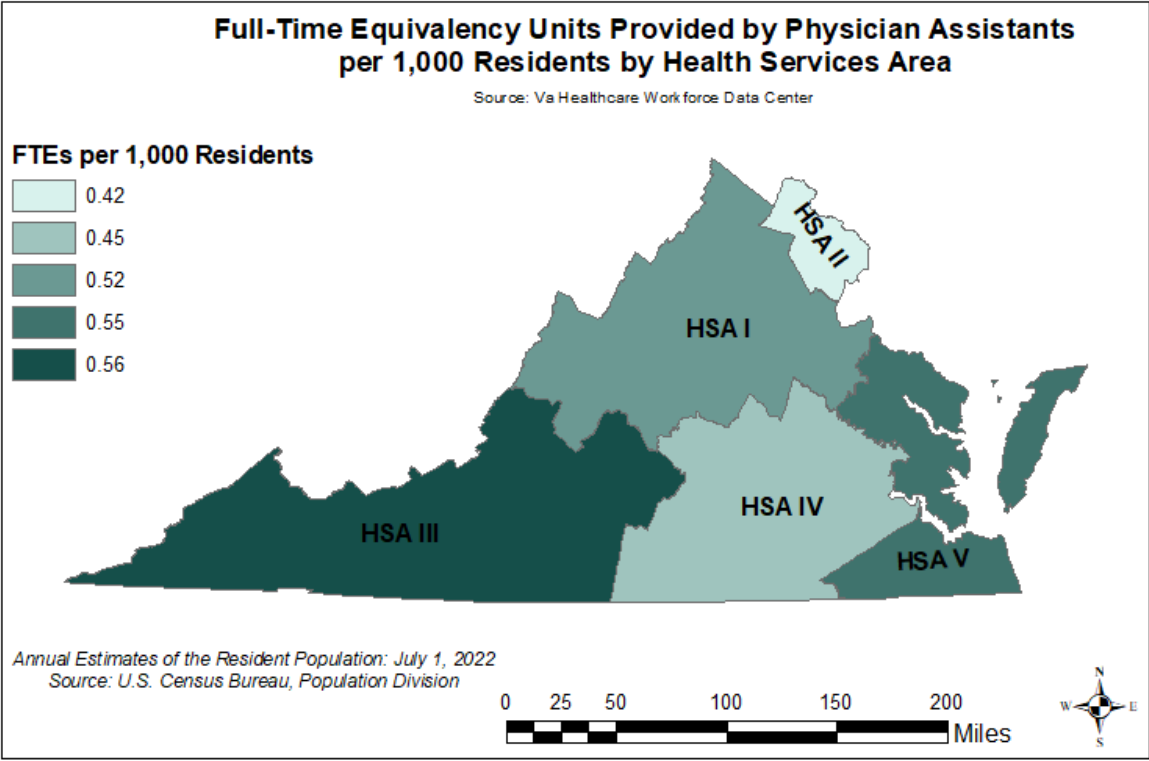 Full-Time Equivalency Units Provided by Physician Assistants
per 1,000 Residents by Health Services Area
Source: Va Healthcare Workforce Data Center
FTEs per 1,000 Residents
0.42
0.45
0.52
0.55
0.56
HSA II
HSA I
HSA IV
HSA III
HSA V
Annual Estimates of the Resident Population: July 1, 2022
Source: U.S. Census Bureau, Population Division
0 25 50 100 150 200
Miles
N
W E
S